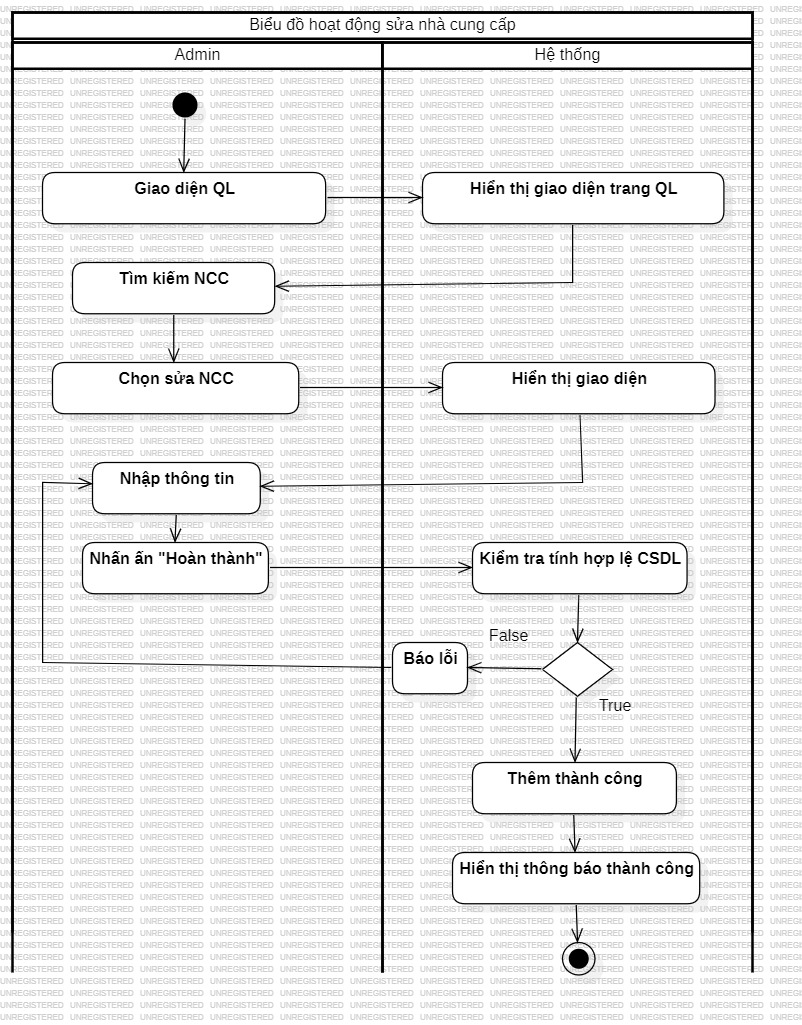 Biểu đồ hoạt động sửa nhà cung cấp
Admin
Hệ thống
Giao diện QL
Hiển thị giao diện trang QL
Tìm kiếm NCC
Chọn sửa NCC
Hiển thị giao diện
Nhập thông tin
Nhấn ấn "Hoàn thành"
Kiểm tra tính hợp lệ CSDL
False
Báo lỗi
True
Thêm thành công
Hiển thị thông báo thành công
UNREGISTERED